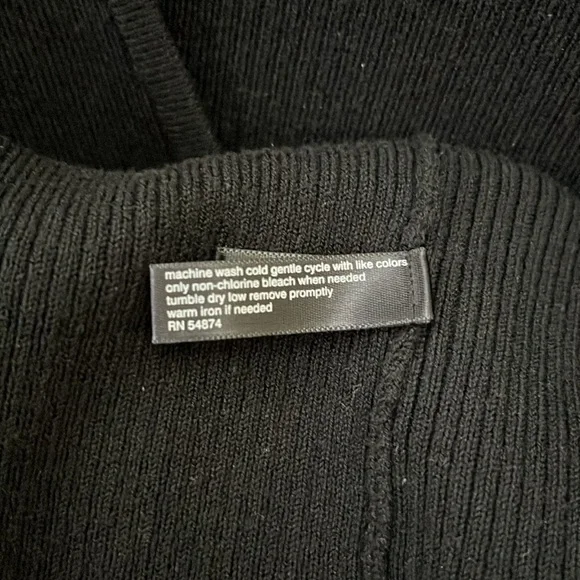 machine wash cold gentle cycle with like colors
only non-chlorine bleach when needed
tumble dry low remove promptly
warm iron if needed
RN 54874